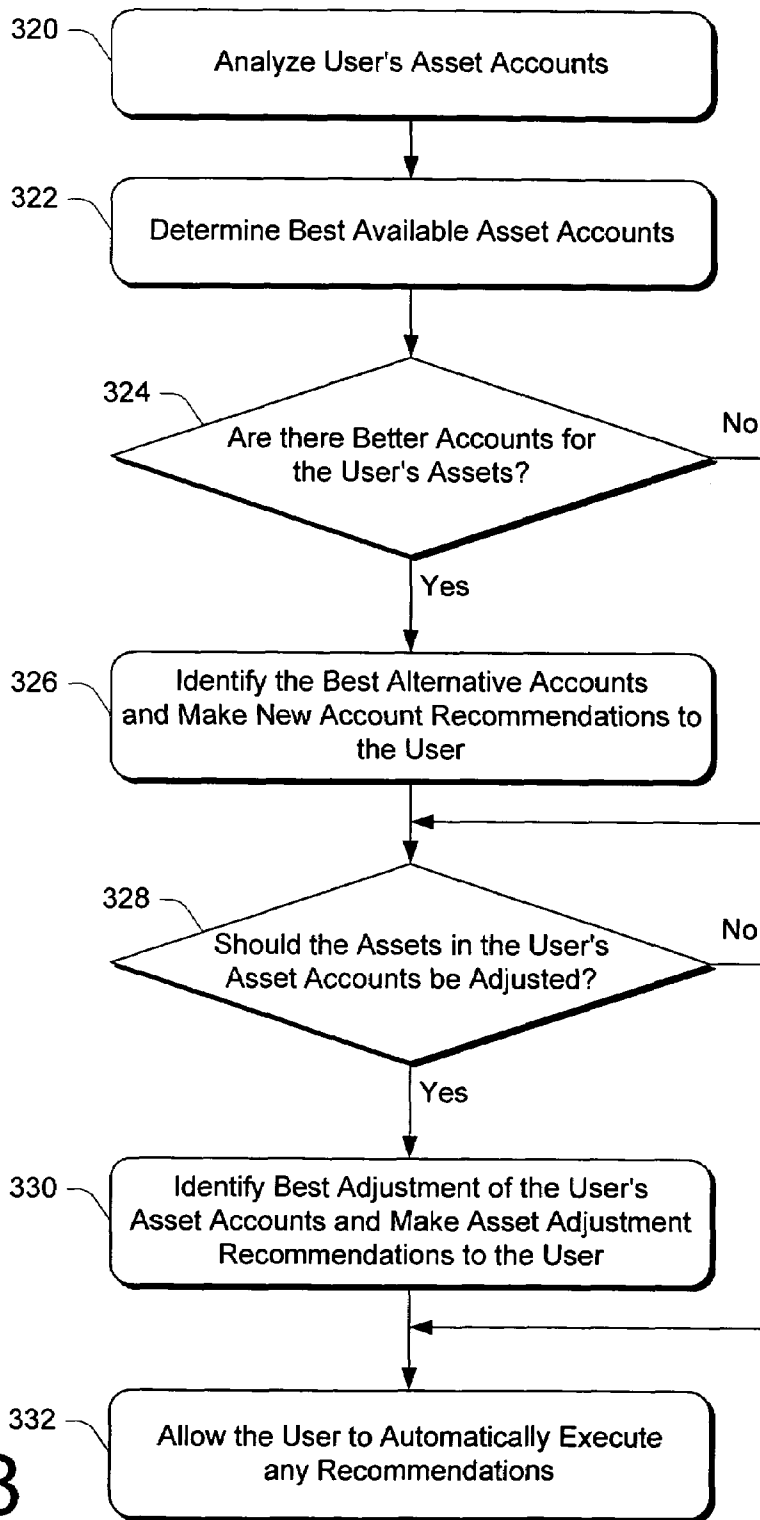 320
Analyze User's Asset Accounts
322
Determine Best Available Asset Accounts
324
Are there Better Accounts for
the User's Assets?
No
Yes
326
Identify the Best Alternative Accounts
and Make New Account Recommendations to
the User
328
Should the Assets in the User's
Asset Accounts be Adjusted?
No
Yes
330
Identify Best Adjustment of the User's
Asset Accounts and Make Asset Adjustment
Recommendations to the User
332
Allow the User to Automatically Execute
any Recommendations